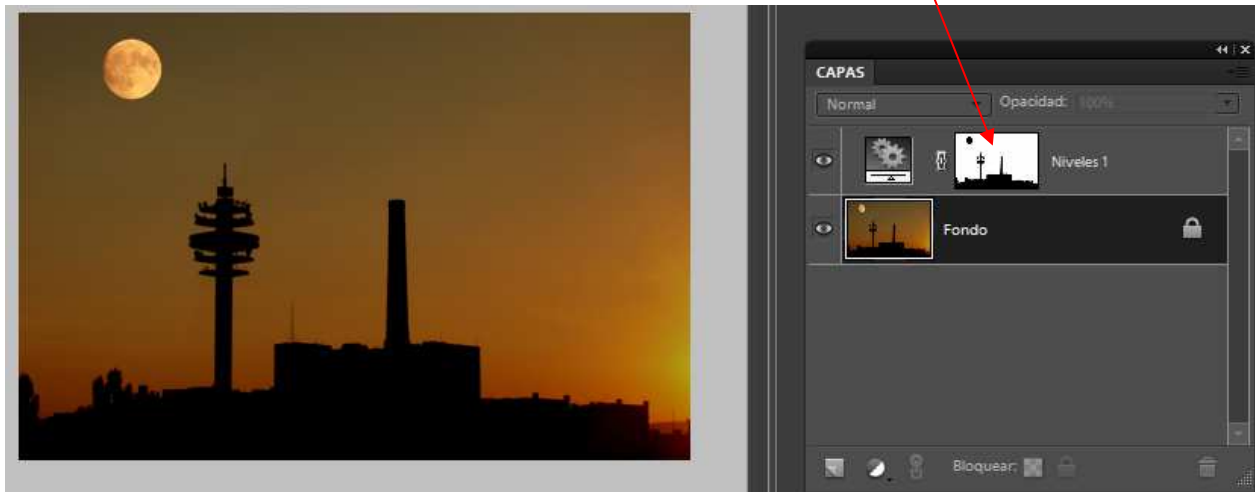 CAPAS
Normal Opacidad: 100%
Niveles 1
Fondo
Bloquear: